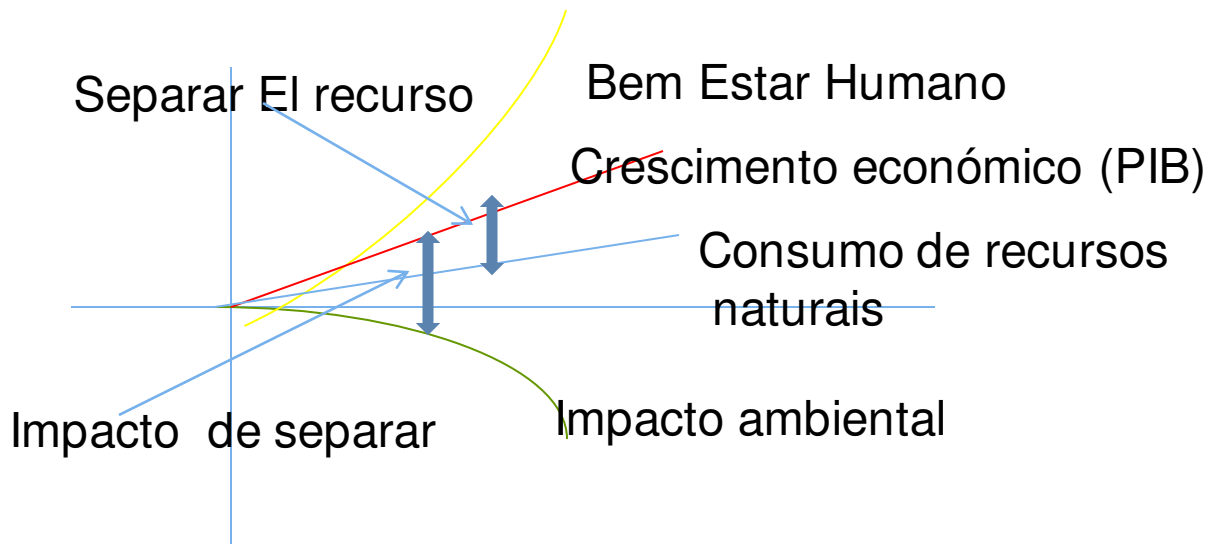 Separar El recurso
Bem Estar Humano
Crescimento económico (PIB)
Consumo de recursos
naturais
Impacto de separar
Impacto ambiental